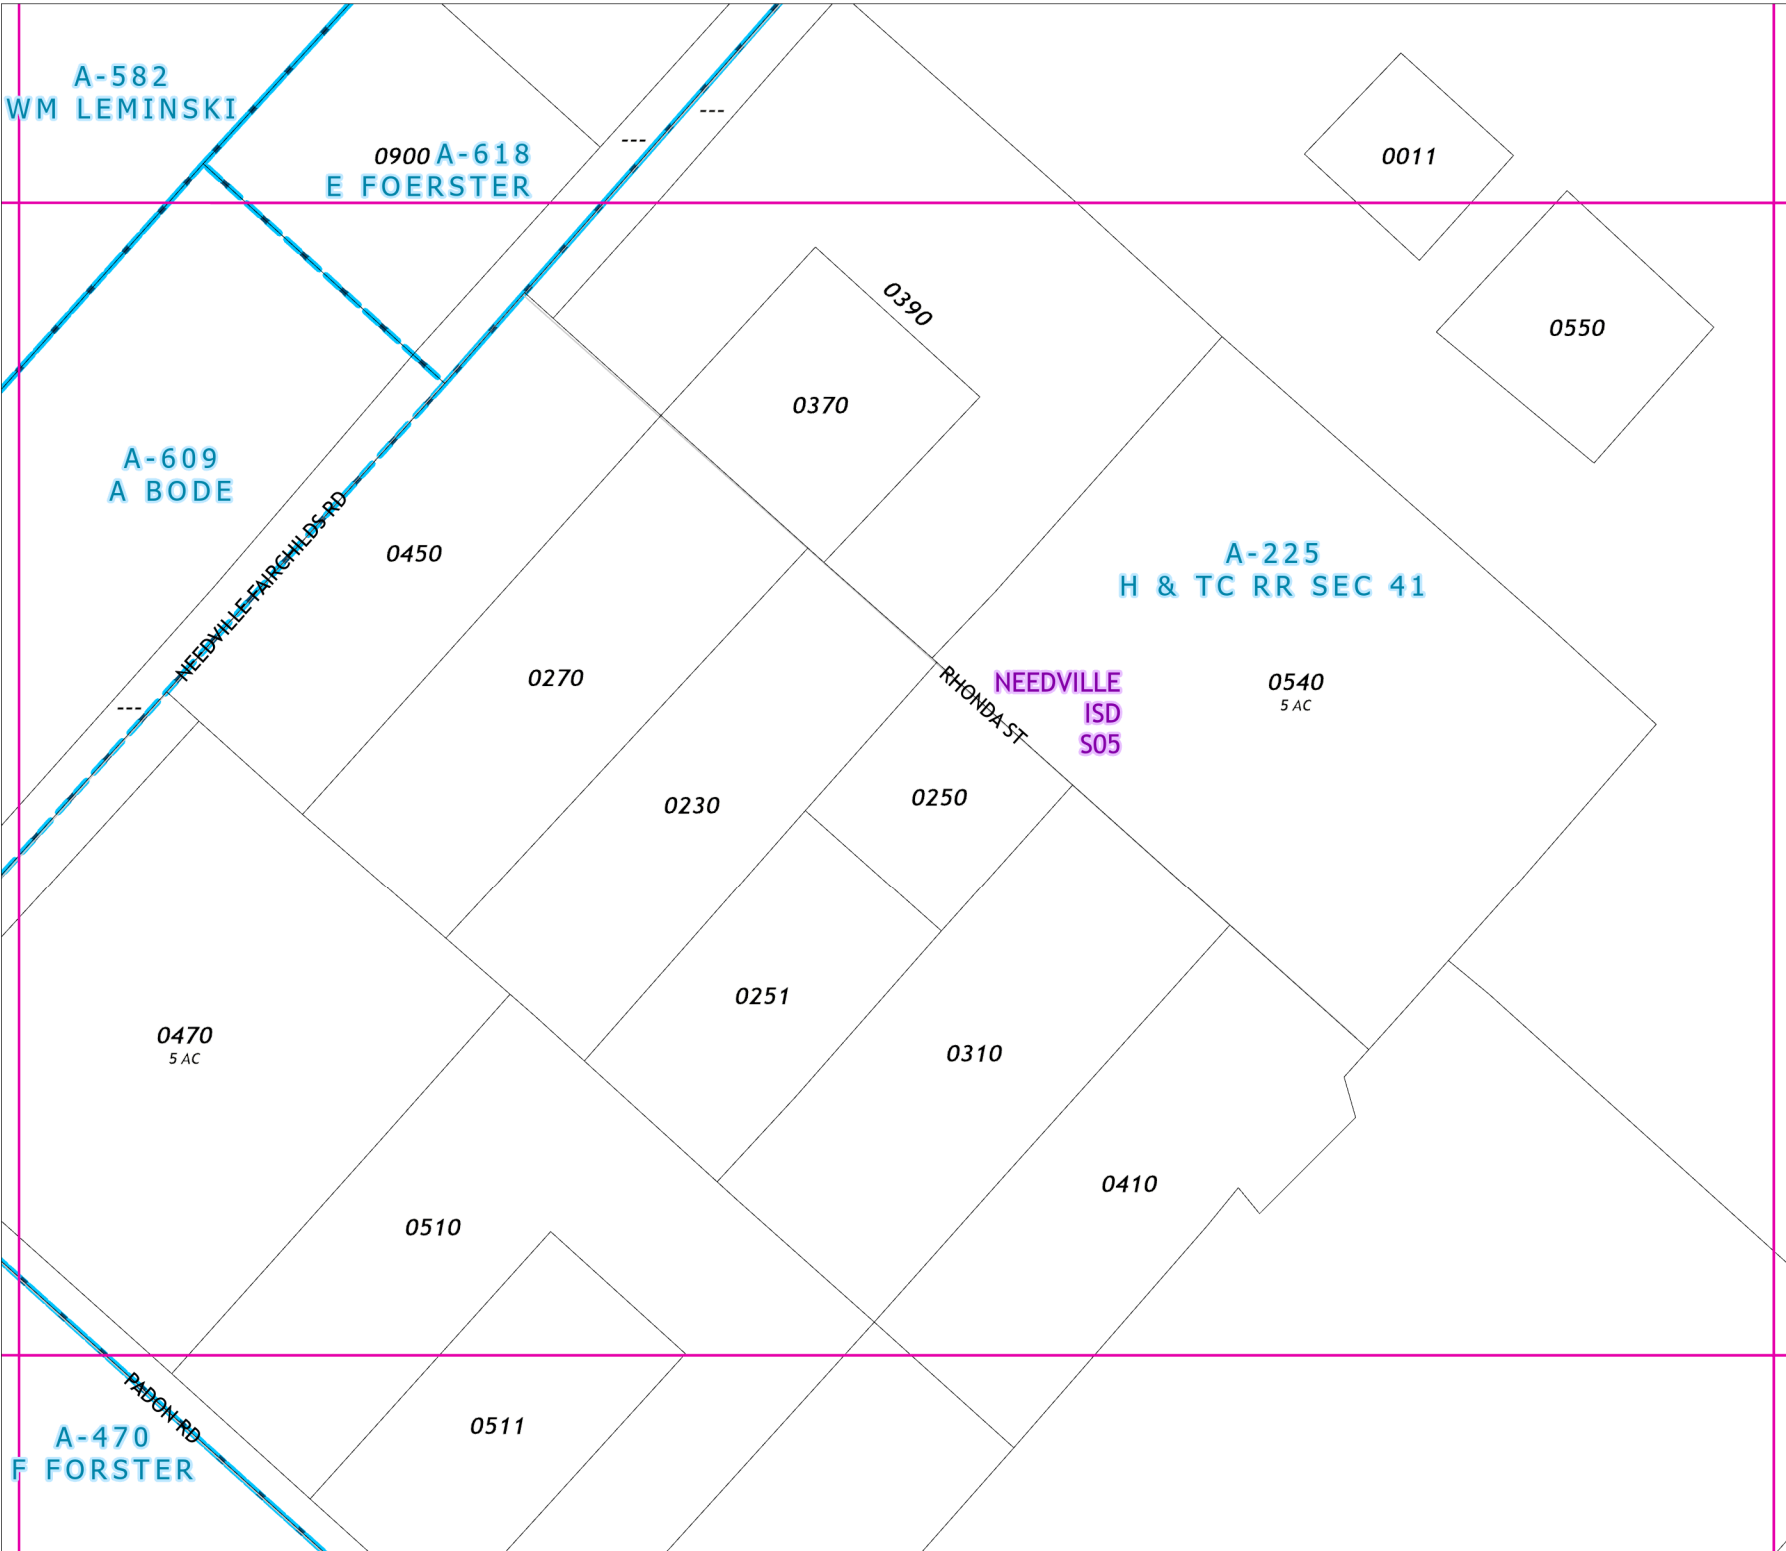 A-582
WM LEMINSKI
0900
A-618
E FOERSTER
---
---
0011
0550
0390
0370
A-609
A BODE
NEEDVILLE-FAIRCHILDS RD
0450
A-225
H & TC RR SEC 41
0270
NEEDVILLE
ISD
S05
0540
5 AC
RHONDA ST
---
0230
0250
0251
0470
5 AC
0310
0410
0510
0511
PADON RD
A-470
F FORSTER